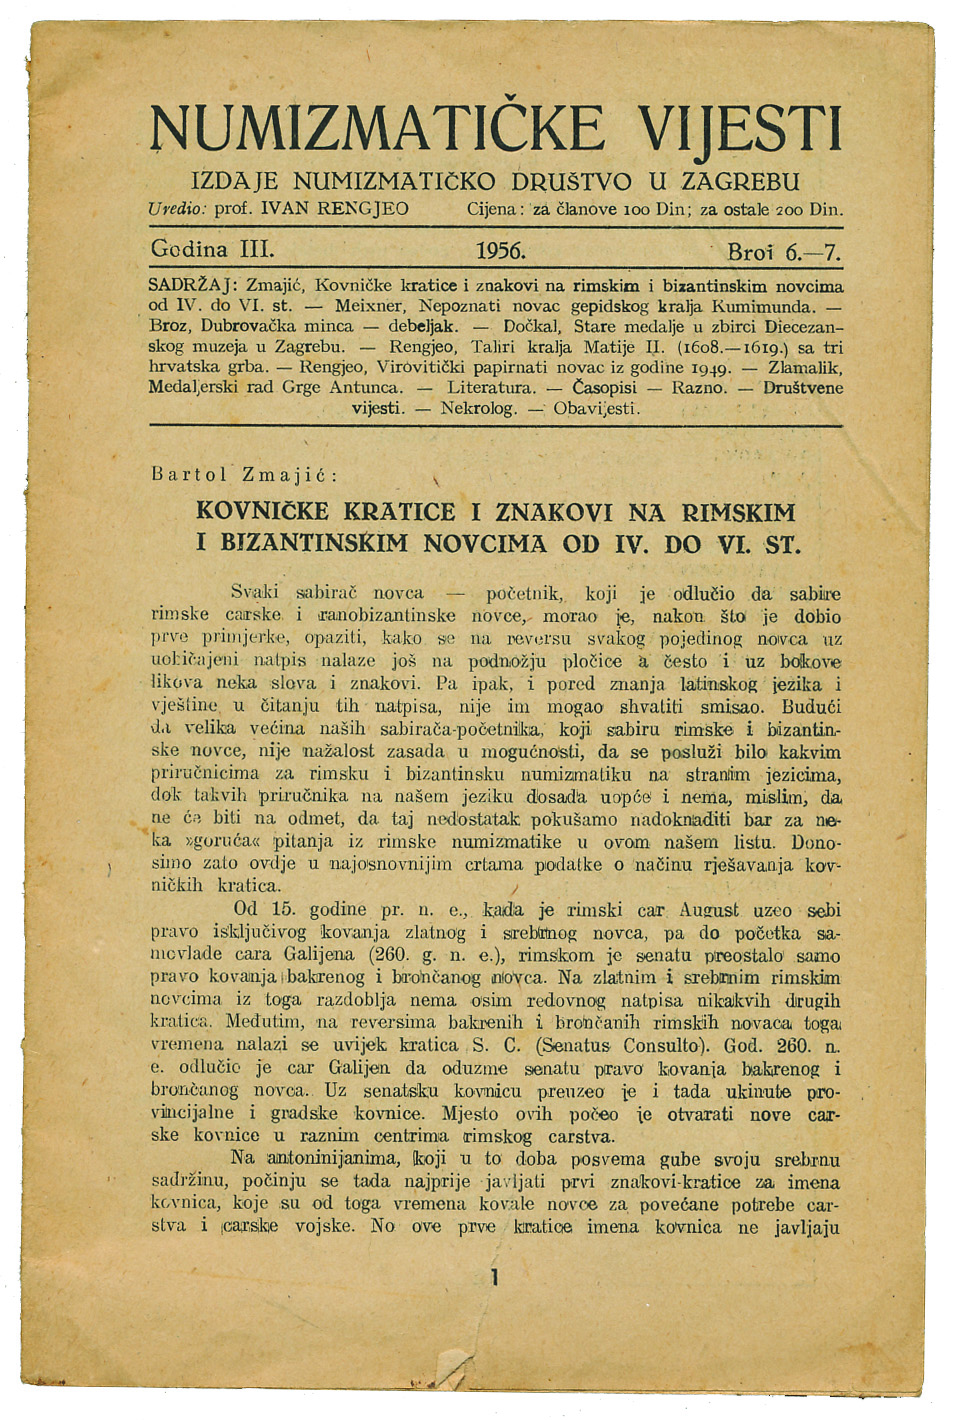 NUMIZMATIČKE VIJESTI
IZDAJE NUMIZMATIČKO DRUŠTVO U ZAGREBU
Uredio: prof. IVAN RENGJEO Cijena: za članove 100 Din; za ostale 200 Din.
Godina III. 1956. Broj 6.—7.
SADRŽAJ: Zmajić, Kovničke kratice i znakovi na rimskim i bizantinskim novcima
od IV. do VI. st. — Meixner, Nepoznati novac gepidskog kralja Kumimunda. —
Broz, Dubrovačka minca — debeljak. — Dočkal, Stare medalje u zbirci Diecezan-
skog muzeja u Zagrebu. — Rengjeo, Taliri kralja Matije II. (1608.—1619.) sa tri
hrvatska grba. — Rengjeo, Virovitički papirnati novac iz godine 1949. — Zlamalik,
Medaljerski rad Grge Antunca. — Literatura. — Časopisi — Razno. — Društvene
vijesti. — Nekrolog. — Obavijesti.
Bartol Zmajić:
KOVNIČKE KRATICE I ZNAKOVI NA RIMSKIM
I BIZANTINSKIM NOVCIMA OD IV. DO VI. ST.
Svaki sabirač novca — početnik, koji je odlučio da sabire
rimske carske i ranobizantinske novce, morao je, nakon što je dobio
prve primjerke, opaziti, kako se na reversu svakog pojedinog novca uz
uobičajeni natpis nalaze još na podnožju pločice a često i uz bokove
likova neka slova i znakovi. Pa ipak, i pored znanja latinskog jezika i
vještine u čitanju tih natpisa, nije im mogao shvatiti smisao. Budući
da velika većina naših sabirača-početnika, koji sabiru rimske i bizantin-
ske novce, nije nažalost zasada u mogućnosti, da se posluži bilo kakvim
priručnicima za rimsku i bizantinsku numizmatiku na stranim jezicima,
dok takvih priručnika na našem jeziku dosada uopće i nema, mislim, da
ne će biti na odmet, da taj nedostatak pokušamo nadoknaditi bar za ne-
ka »goruća« pitanja iz rimske numizmatike u ovom našem listu. Dono-
simo zato ovdje u najosnovnijim crtama podatke o načinu rješavanja kov-
ničkih kratica.
Od 15. godine pr. n. e., kada je rimski car August uzeo sebi
pravo isključivog kovanja zlatnog i srebrnog novca, pa do početka sa-
movlade cara Galijena (260. g. n. e.), rimskom je senatu preostalo samo
pravo kovanja bakrenog i brončanog novca. Na zlatnim i srebrnim rimskim
novcima iz toga razdoblja nema osim redovnog natpisa nikakvih drugih
kratica. Međutim, na reversima bakrenih i brončanih rimskih novaca toga
vremena nalazi se uvijek kratica S. C. (Senatus Consulto). God. 260. n.
e. odlučio je car Galijen da oduzme senatu pravo kovanja bakrenog i
brončanog novca. Uz senatsku kovnicu preuzeo je i tada ukinute pro-
vincijalne i gradske kovnice. Mjesto ovih počeo je otvarati nove car-
ske kovnice u raznim centrima rimskog carstva.
Na antoninijanima, koji u to doba posvema gube svoju srebrnu
sadržinu, počinju se tada najprije javljati prvi znakovi-kratice za imena
kovnica, koje su od toga vremena kovale novce za povećane potrebe car-
stva i carske vojske. No ove prve kratice imena kovnica ne javljaju
1